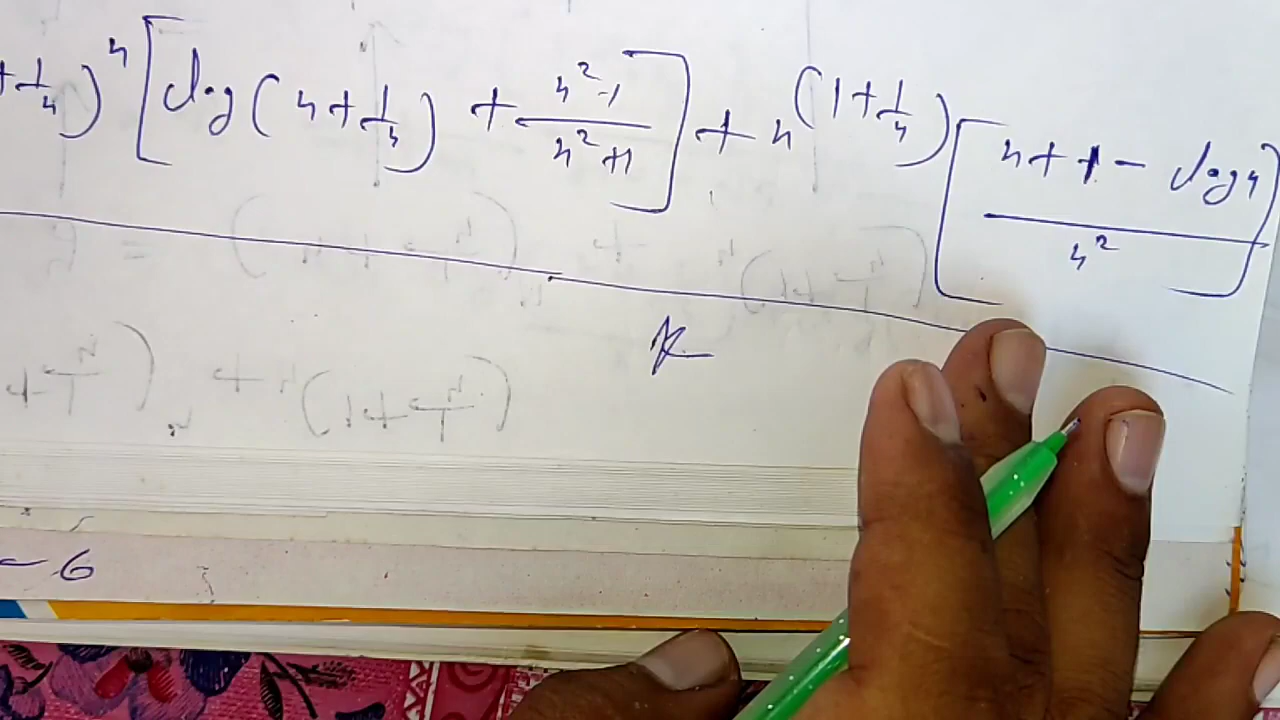 + 1/x)^x [log(x + 1/x) + (x² - 1)/(x² + 1)] + x^(1 + 1/x) [(x + 1 - log x)/x²]
- 6